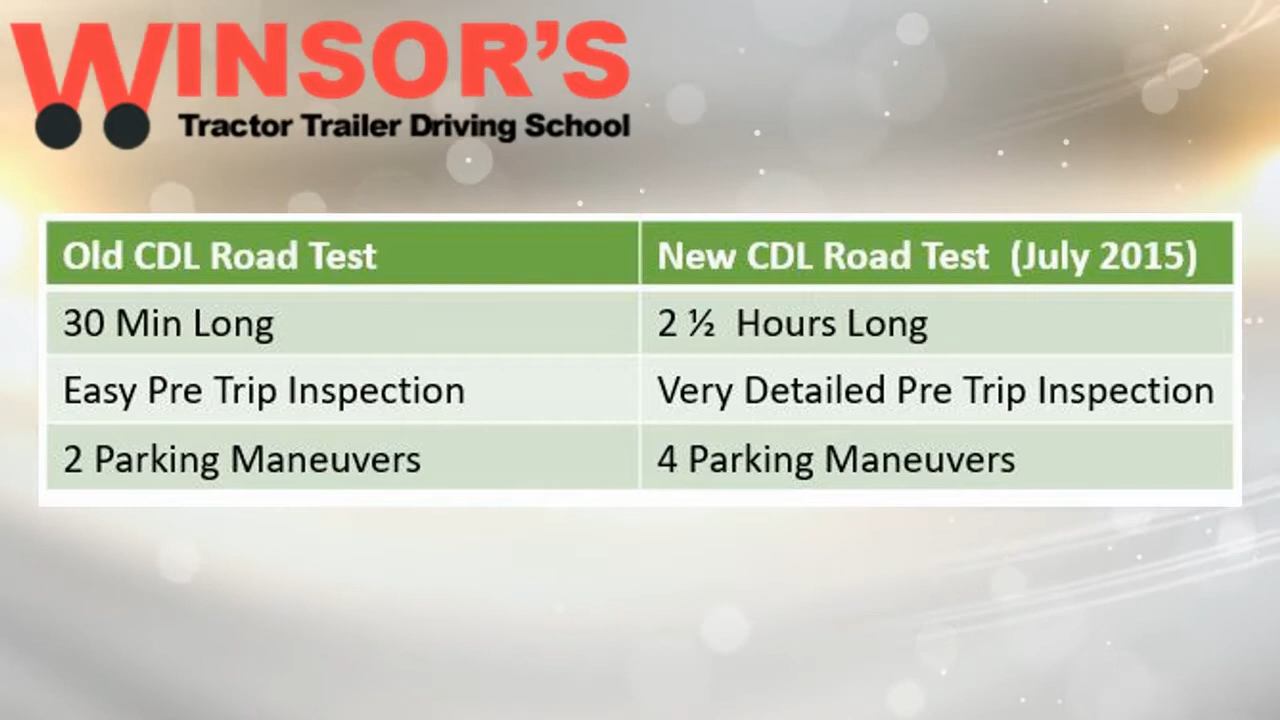 WINSOR'S
Tractor Trailer Driving School
Old CDL Road Test
New CDL Road Test (July 2015)
30 Min Long
2 ½ Hours Long
Easy Pre Trip Inspection
Very Detailed Pre Trip Inspection
2 Parking Maneuvers
4 Parking Maneuvers